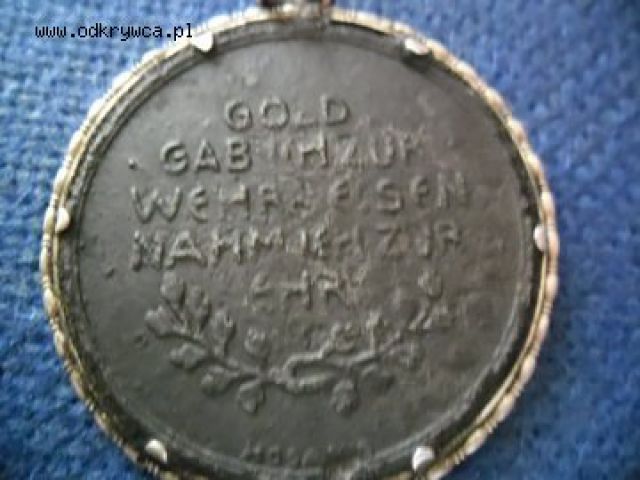 www.odkrywca.pl
GOLD
GAB ICH ZUR
WEHR EISEN
NAHM ICH ZUR
EHR